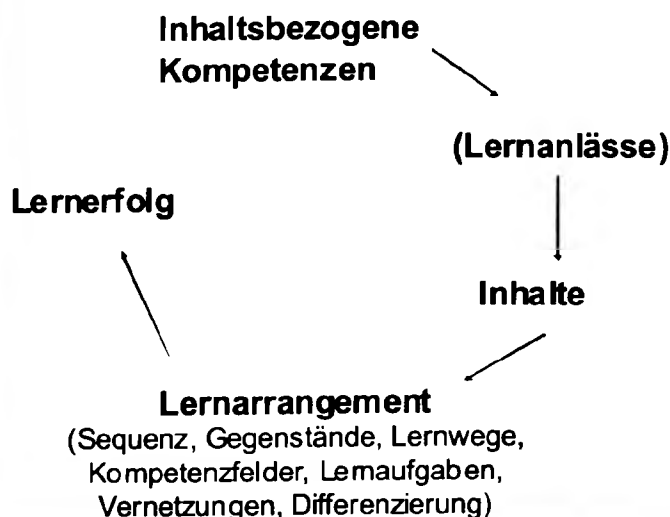 Inhaltsbezogene
Kompetenzen
(Lernanlässe)
Lernerfolg
Inhalte
Lernarrangement
(Sequenz, Gegenstände, Lernwege,
Kompetenzfelder, Lernaufgaben,
Vernetzungen, Differenzierung)